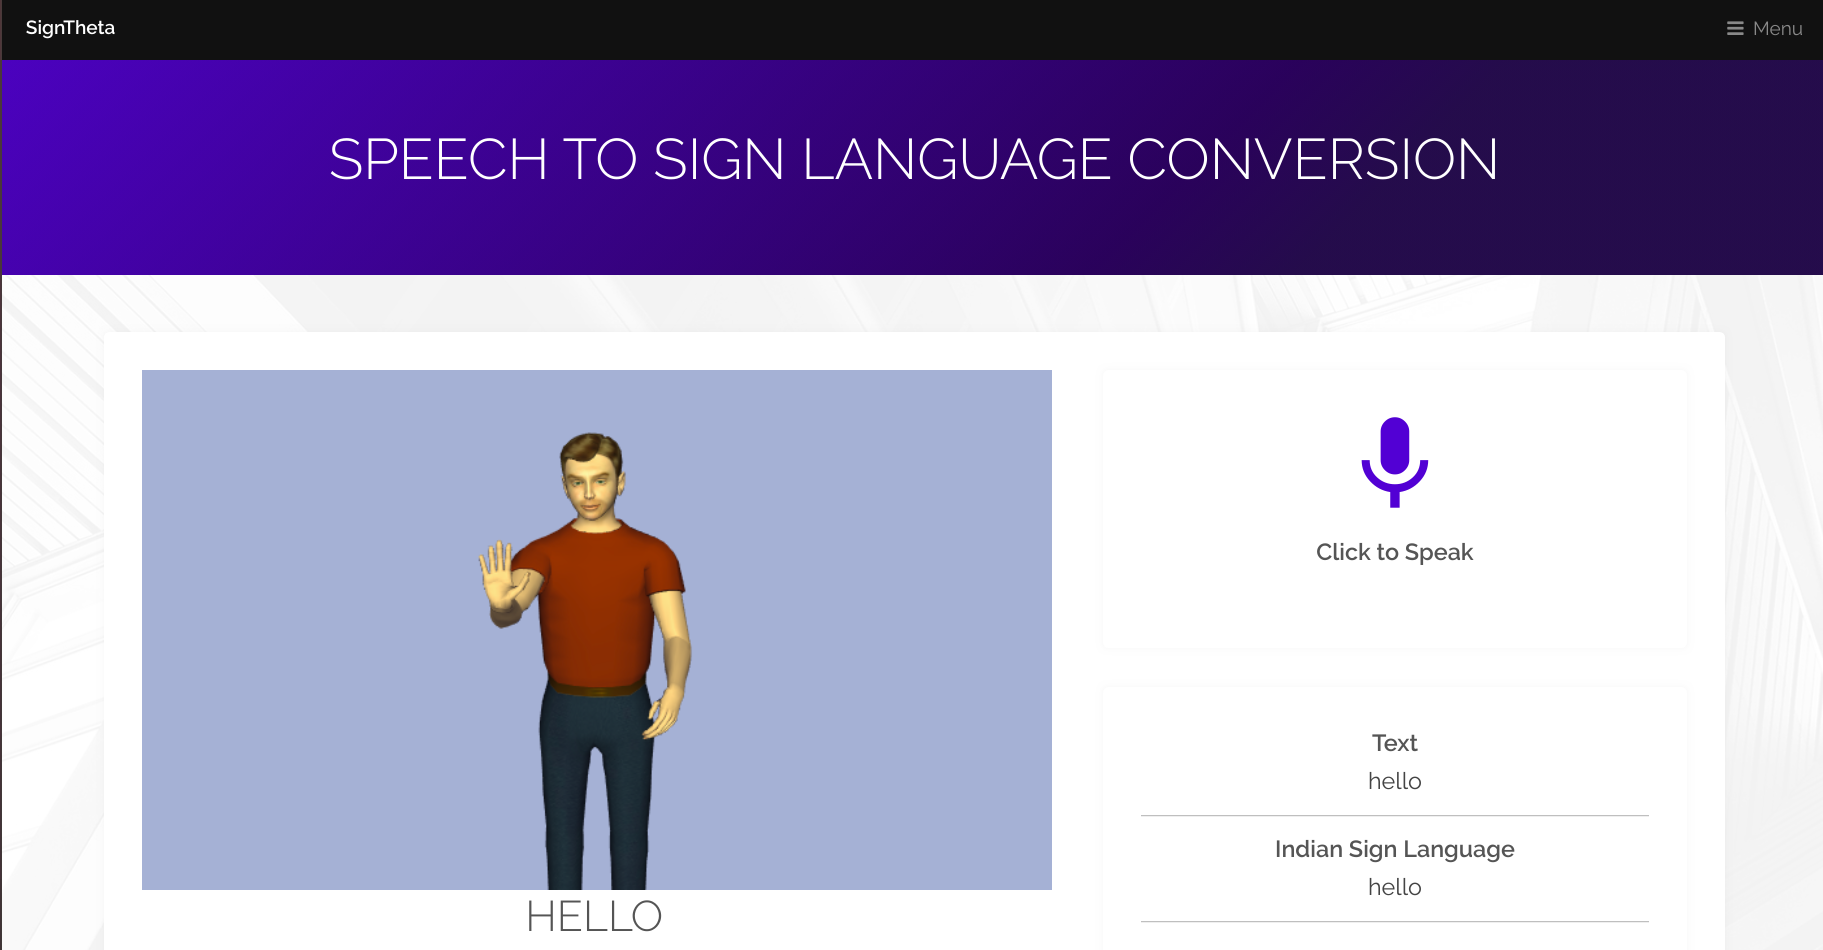 SignTheta
Menu
SPEECH TO SIGN LANGUAGE CONVERSION
HELLO
Click to Speak
Text
hello
Indian Sign Language
hello